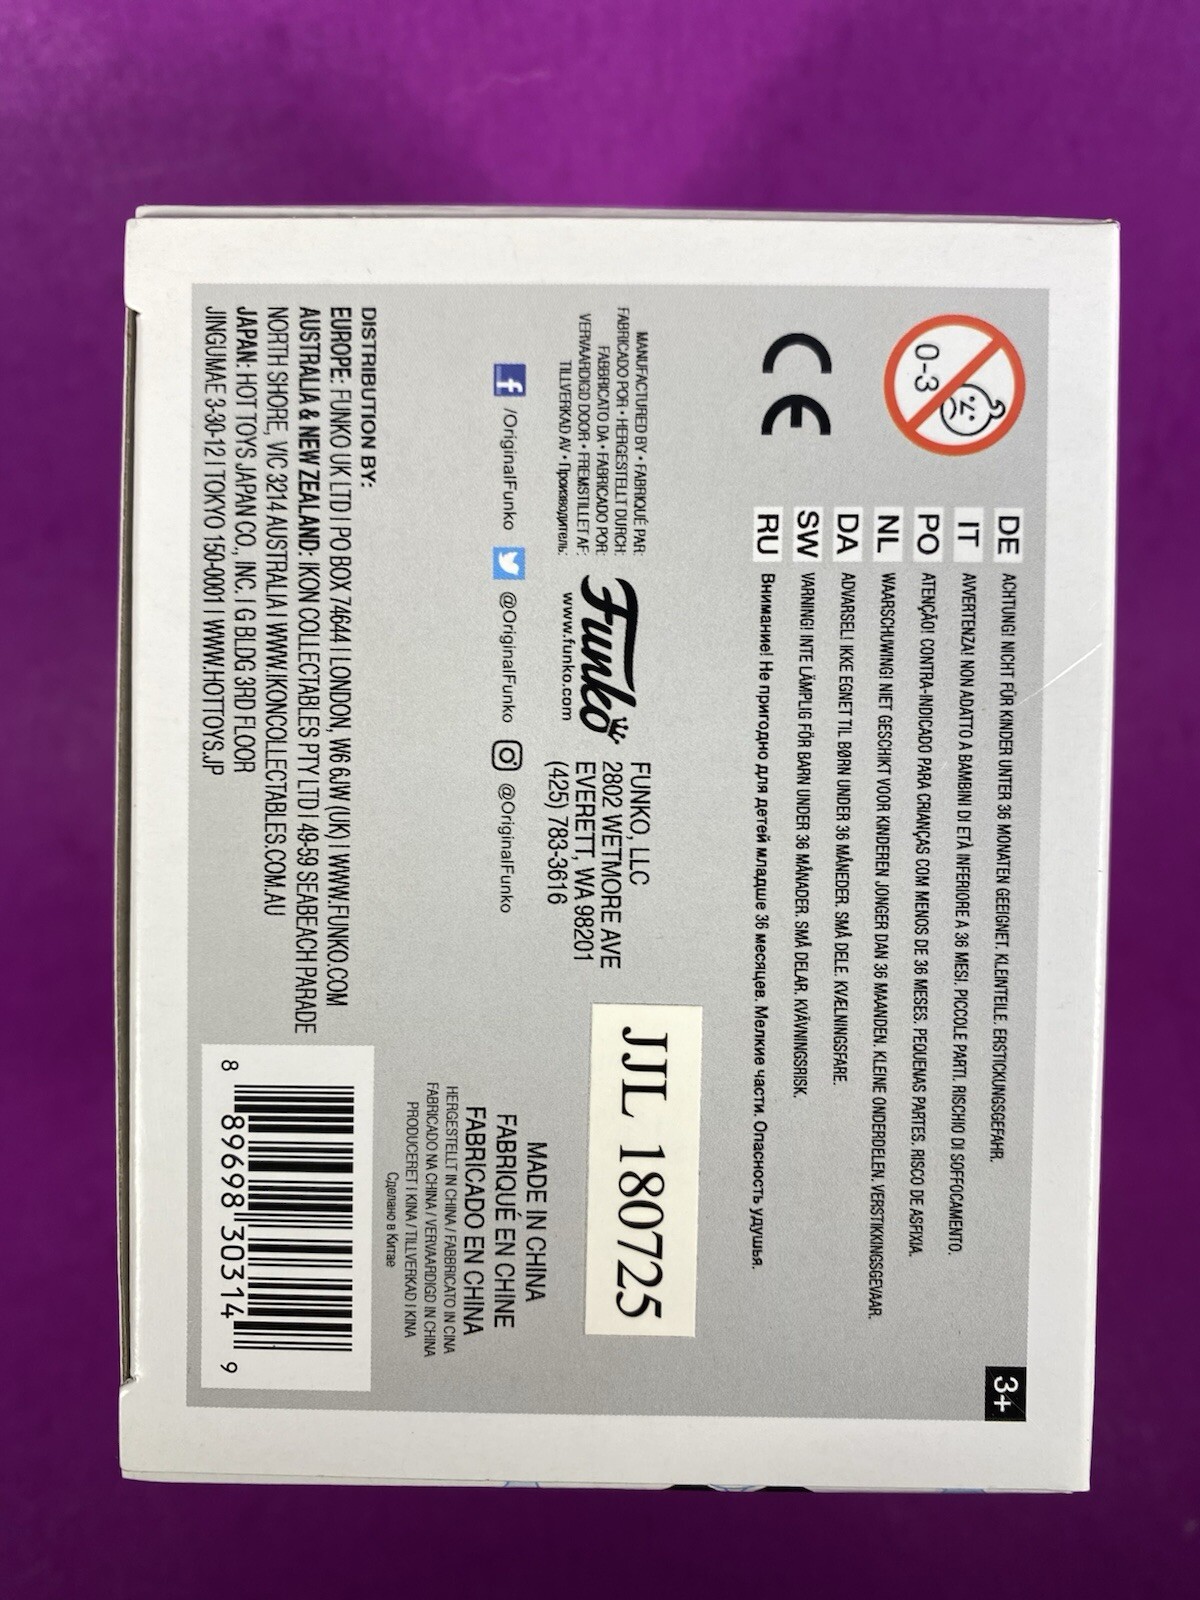 0-3
DE ACHTUNG! NICHT FÜR KINDER UNTER 36 MONATEN GEEIGNET. KLEINTEILE. ERSTICKUNGSGEFAHR.
IT AVVERTENZA! NON ADATTO A BAMBINI DI ETÀ INFERIORE A 36 MESI. PICCOLE PARTI. RISCHIO DI SOFFOCAMENTO.
PO ATENÇÃO! CONTRA-INDICADO PARA CRIANÇAS COM MENOS DE 36 MESES. PEQUENAS PARTES. RISCO DE ASFIXIA.
NL WAARSCHUWING! NIET GESCHIKT VOOR KINDEREN JONGER DAN 36 MAANDEN. KLEINE ONDERDELEN. VERSTIKKINGSGEVAAR.
DA ADVARSEL! IKKE EGNET TIL BØRN UNDER 36 MÅNEDER. SMÅ DELE. KVÆLNINGSFARE.
SW VARNING! INTE LÄMPLIG FÖR BARN UNDER 36 MÅNADER. SMÅ DELAR. KVÄVNINGSRISK.
RU Внимание! Не пригодно для детей младше 36 месяцев. Мелкие части. Опасность удушья.
3+
CE
MANUFACTURED BY • FABRIQUÉ PAR:
FABRICADO POR • HERGESTELLT DURCH:
FABBRICATO DA • FABRICADO POR:
VERVAARDIGD DOOR • FREMSTILLET AF:
TILLVERKAD AV • Производитель:
Funko
www.funko.com
FUNKO, LLC
2802 WETMORE AVE
EVERETT, WA 98201
(425) 783-3616
JJL 180725
f /OriginalFunko @OriginalFunko @OriginalFunko
MADE IN CHINA
FABRIQUÉ EN CHINE
FABRICADO EN CHINA
HERGESTELLT IN CHINA / FABBRICATO IN CINA
FABRICADO NA CHINA / VERVAARDIGD IN CHINA
PRODUCERET I KINA / TILLVERKAD I KINA
Сделано в Китае
DISTRIBUTION BY:
EUROPE: FUNKO UK LTD | PO BOX 74644 | LONDON, W6 6JW (UK) | WWW.FUNKO.COM
AUSTRALIA & NEW ZEALAND: IKON COLLECTABLES PTY LTD | 49-59 SEABEACH PARADE
NORTH SHORE, VIC 3214 AUSTRALIA | WWW.IKONCOLLECTABLES.COM.AU
JAPAN: HOT TOYS JAPAN CO., INC. | G BLDG 3RD FLOOR
JINGUMAE 3-30-12 | TOKYO 150-0001 | WWW.HOTTOYS.JP
8 89698 30314 9